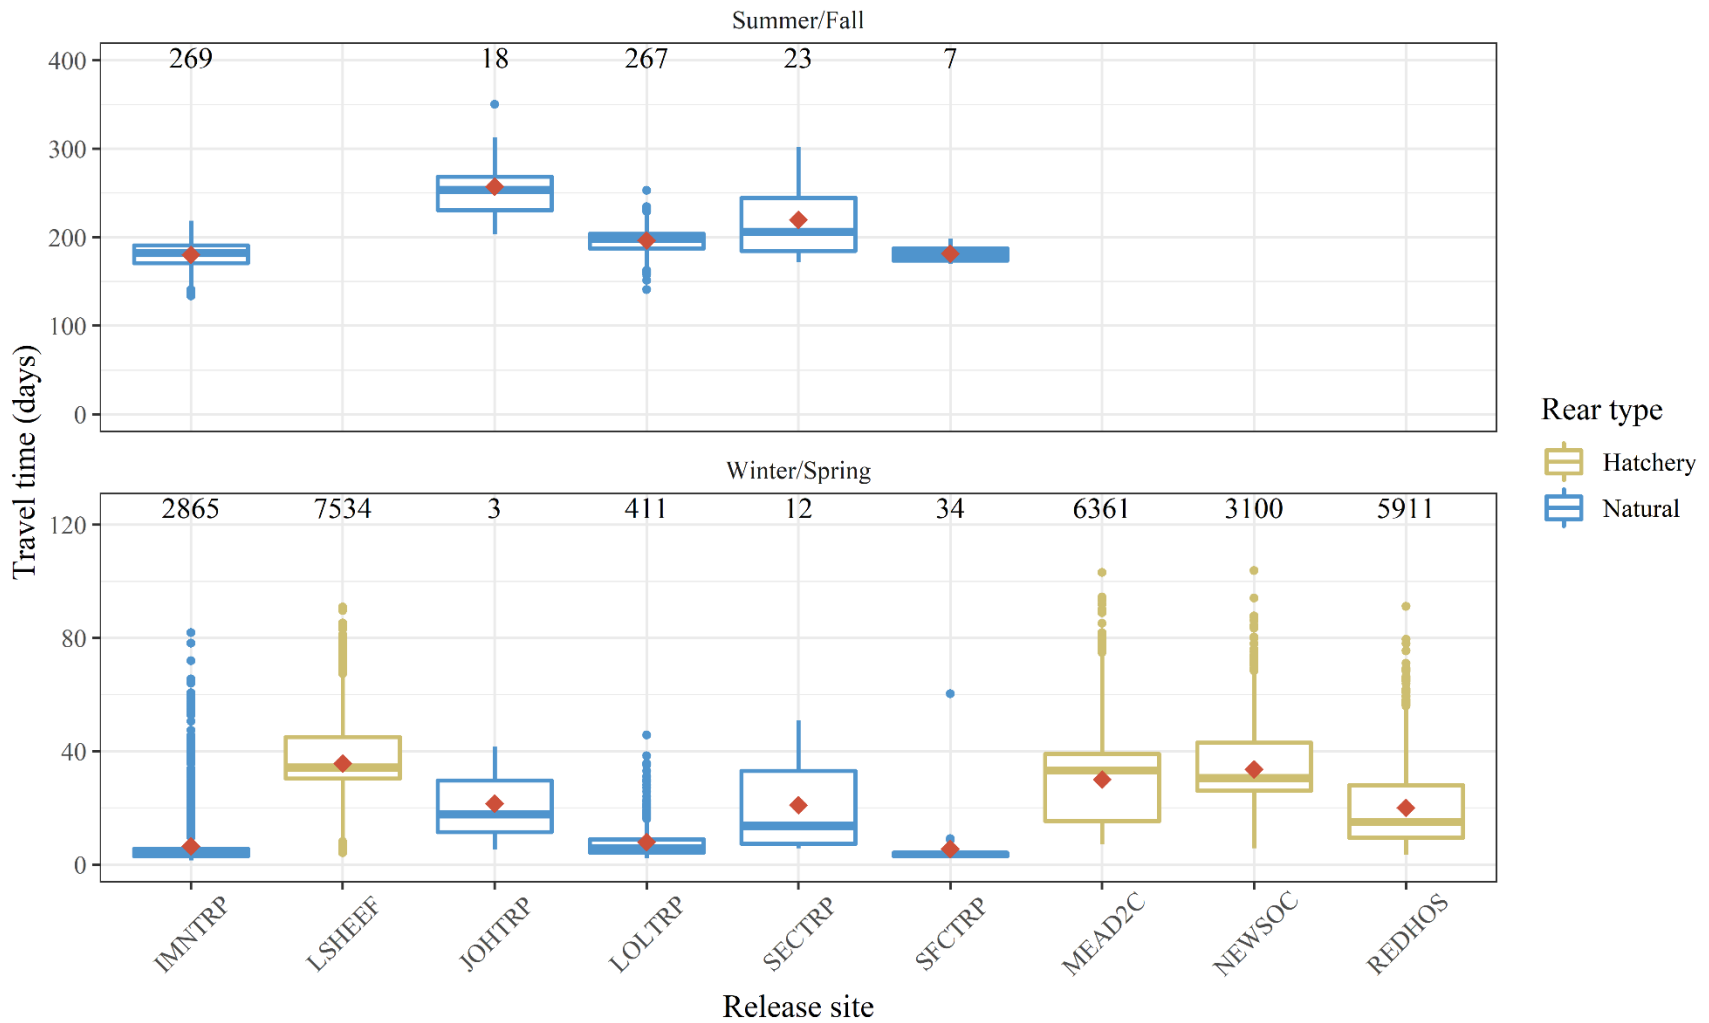 Summer/Fall
269 18 267 23 7
400
300
200
100
0
Travel time (days)
Winter/Spring
2865 7534 3 411 12 34 6361 3100 5911
120
80
40
0
IMNTRP LSHEEF JOHTRP LOLTRP SECTRP SFCTRP MEAD2C NEWSOC REDHOS
Release site
Rear type
Hatchery
Natural